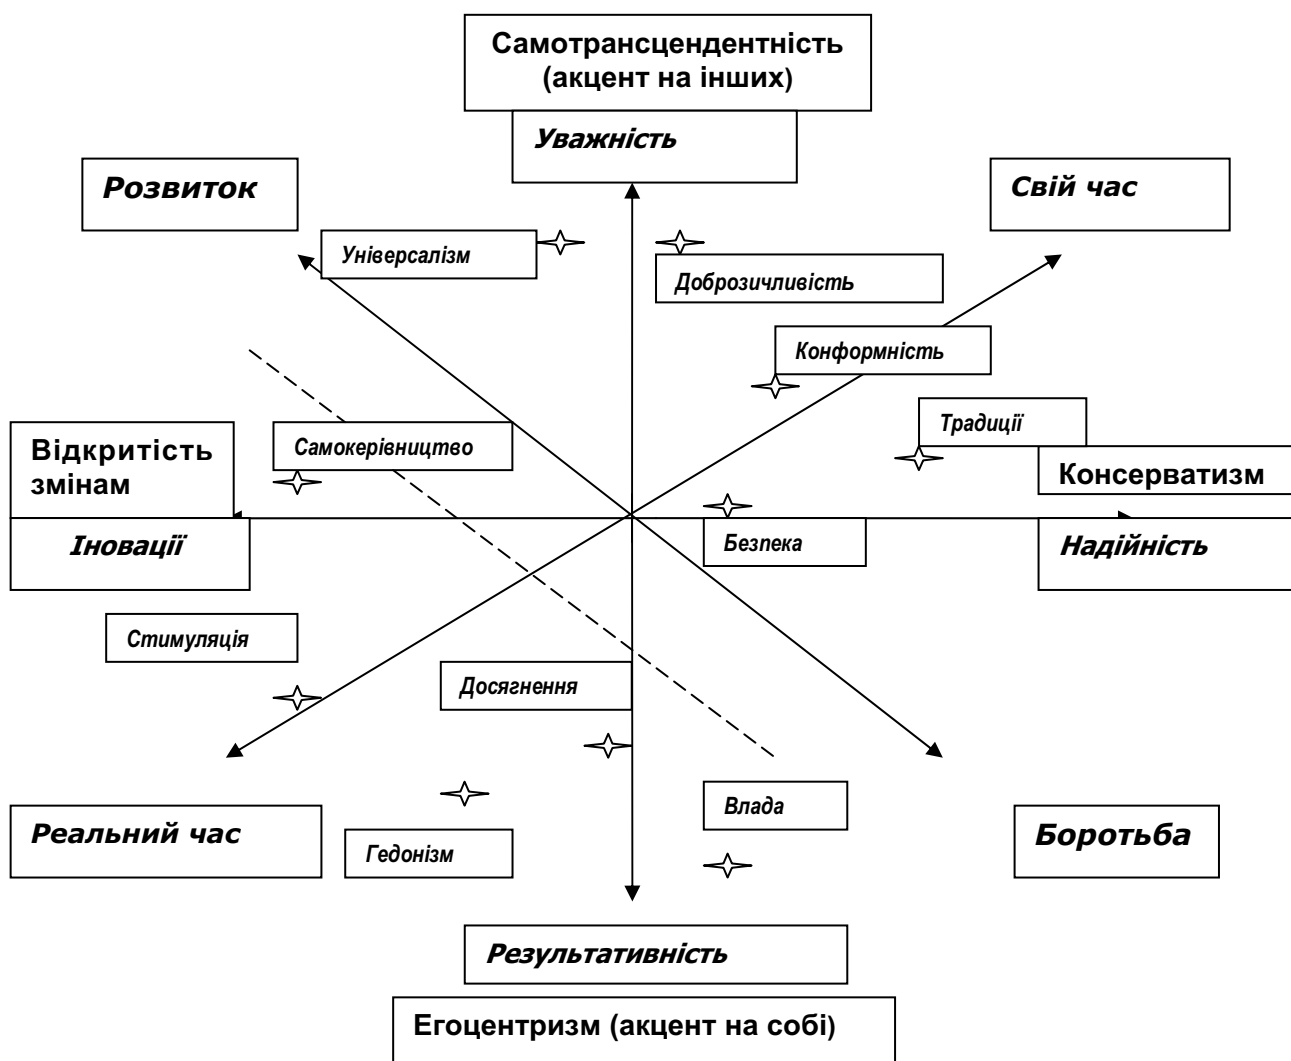 Самотрансцендентність
(акцент на інших)
Уважність
Розвиток
Свій час
Універсалізм
Доброзичливість
Конформність
Традиції
Самокерівництво
Відкритість
змінам
Консерватизм
Іновації
Безпека
Надійність
Стимуляція
Досягнення
Влада
Реальний час
Боротьба
Гедонізм
Результативність
Егоцентризм (акцент на собі)